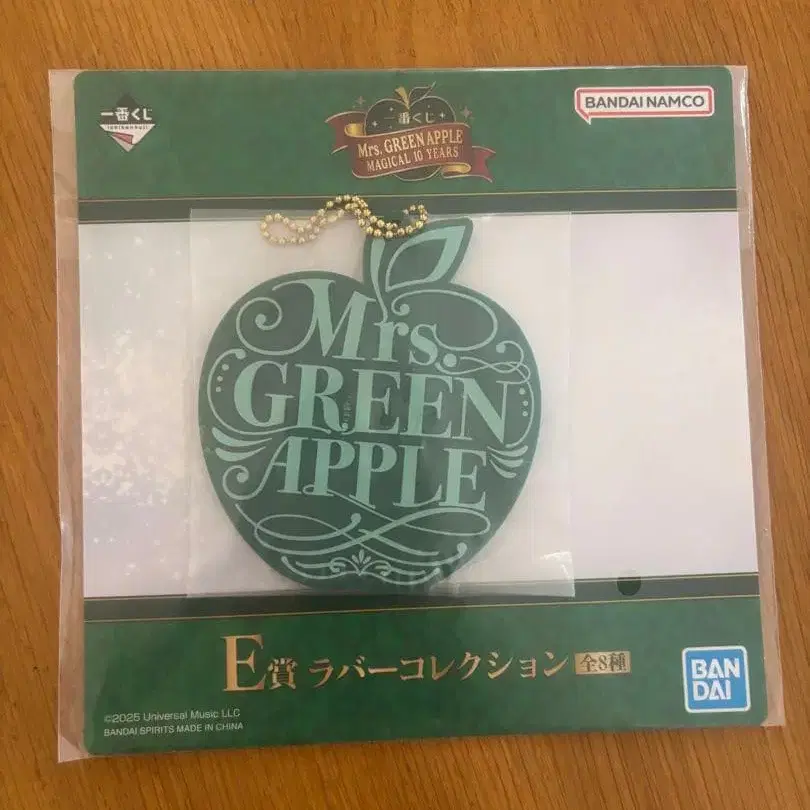 一番くじ
ichibankuji
一番くじ
Mrs. GREEN APPLE
MAGICAL 10 YEARS
BANDAI NAMCO
Mrs.
GREEN
APPLE
E賞 ラバーコレクション 全8種
BAN
DAI
©2025 Universal Music LLC
BANDAI SPIRITS MADE IN CHINA